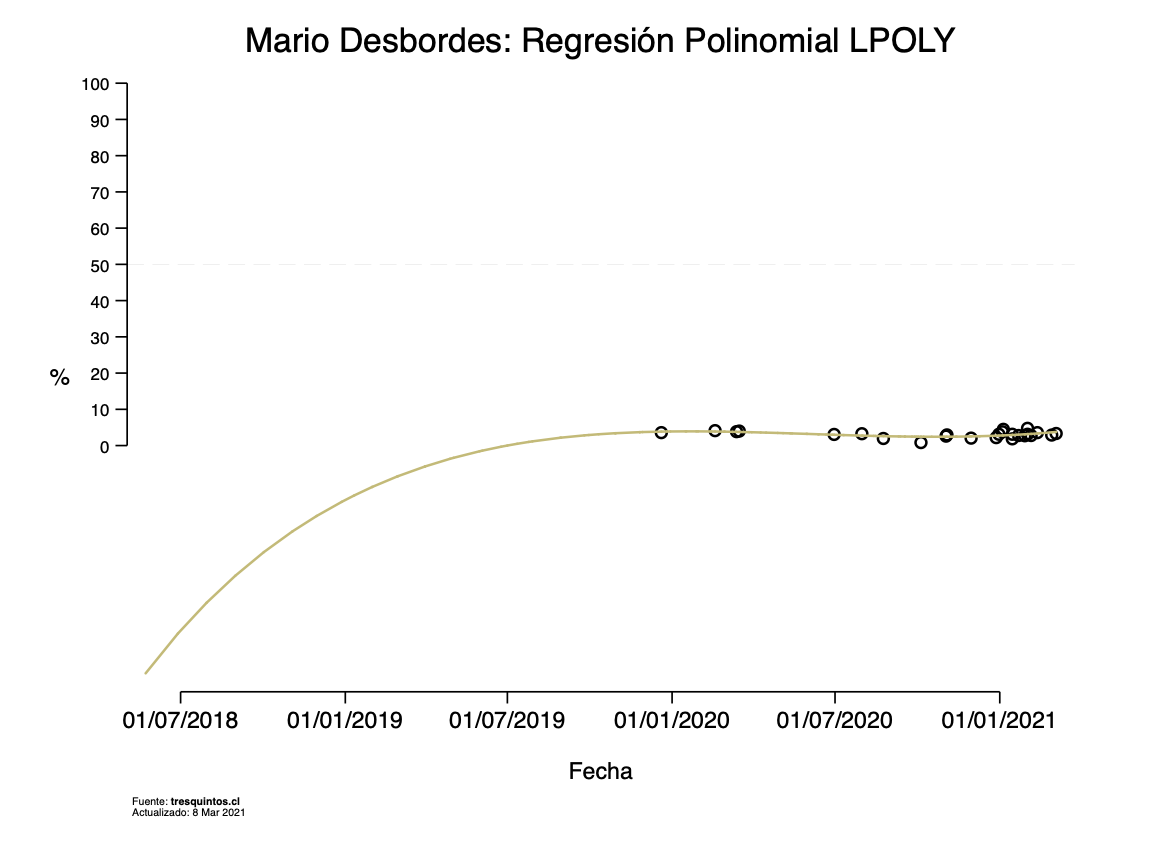 Mario Desbordes: Regresión Polinomial LPOLY
100
90
80
70
60
50
40
30
20
10
0
%
01/07/2018 01/01/2019 01/07/2019 01/01/2020 01/07/2020 01/01/2021
Fecha
Fuente: tresquintos.cl
Actualizado: 8 Mar 2021